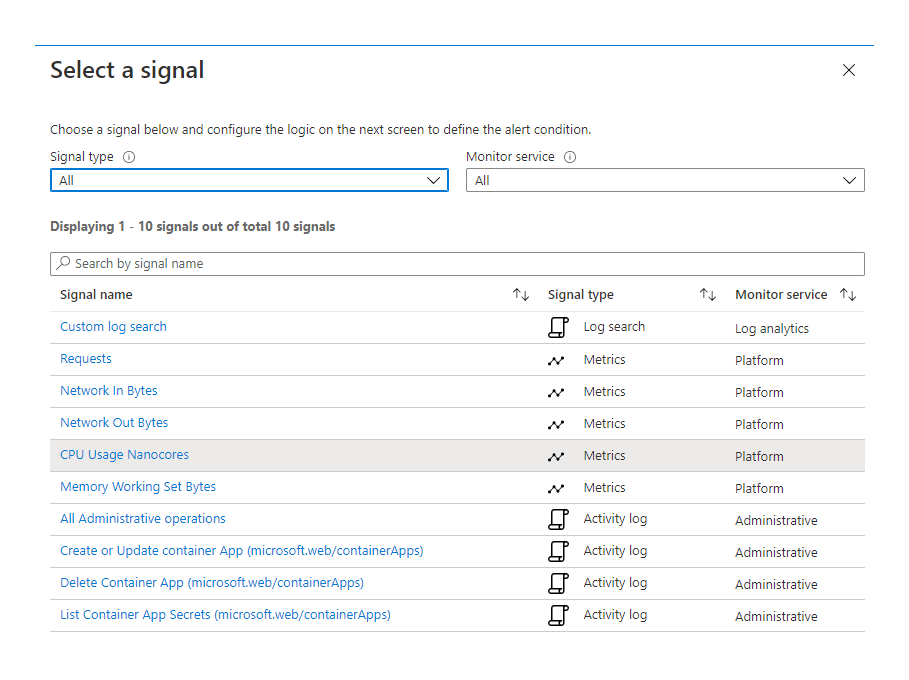 Select a signal
Choose a signal below and configure the logic on the next screen to define the alert condition.
Signal type Monitor service
All All
Displaying 1 - 10 signals out of total 10 signals
Search by signal name
Signal name Signal type Monitor service
Custom log search Log search Log analytics
Requests Metrics Platform
Network In Bytes Metrics Platform
Network Out Bytes Metrics Platform
CPU Usage Nanocores Metrics Platform
Memory Working Set Bytes Metrics Platform
All Administrative operations Activity log Administrative
Create or Update container App (microsoft.web/containerApps) Activity log Administrative
Delete Container App (microsoft.web/containerApps) Activity log Administrative
List Container App Secrets (microsoft.web/containerApps) Activity log Administrative